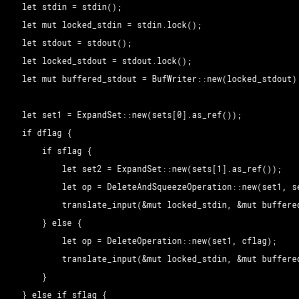 let stdin = stdin();
let mut locked_stdin = stdin.lock();
let stdout = stdout();
let locked_stdout = stdout.lock();
let mut buffered_stdout = BufWriter::new(locked_stdout)
let set1 = ExpandSet::new(sets[0].as_ref());
if dflag {
if sflag {
let set2 = ExpandSet::new(sets[1].as_ref());
let op = DeleteAndSqueezeOperation::new(set1, se
translate_input(&mut locked_stdin, &mut buffered
} else {
let op = DeleteOperation::new(set1, cflag);
translate_input(&mut locked_stdin, &mut buffered
}
} else if sflag {